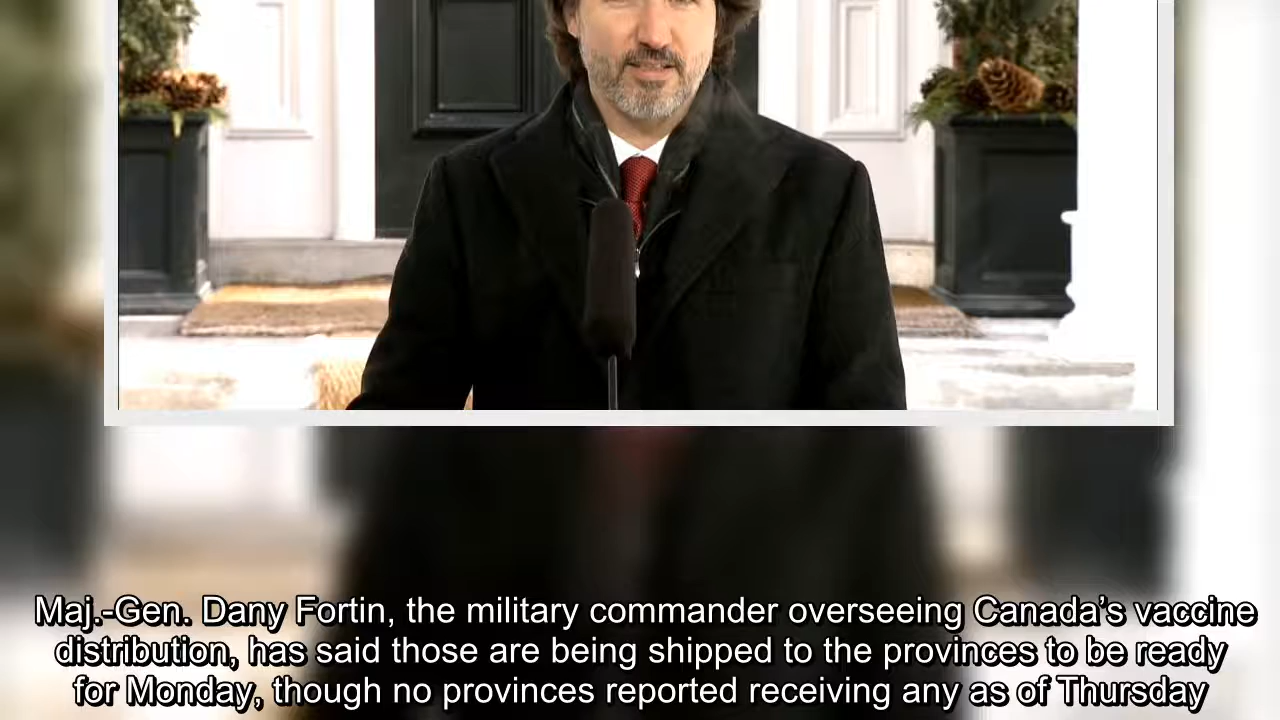 Maj.-Gen. Dany Fortin, the military commander overseeing Canada’s vaccine
distribution, has said those are being shipped to the provinces to be ready
for Monday, though no provinces reported receiving any as of Thursday